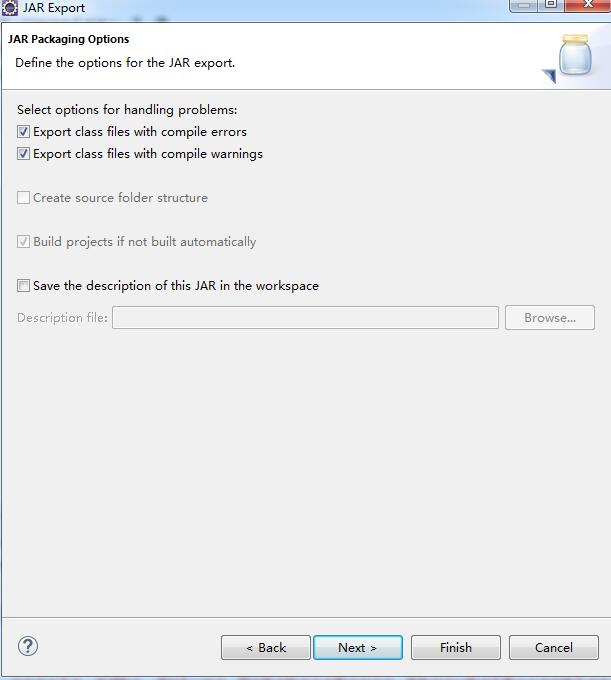 JAR Export
JAR Packaging Options
Define the options for the JAR export.
Select options for handling problems:
Export class files with compile errors
Export class files with compile warnings
Create source folder structure
Build projects if not built automatically
Save the description of this JAR in the workspace
Description file:
Browse...
?
< Back
Next >
Finish
Cancel